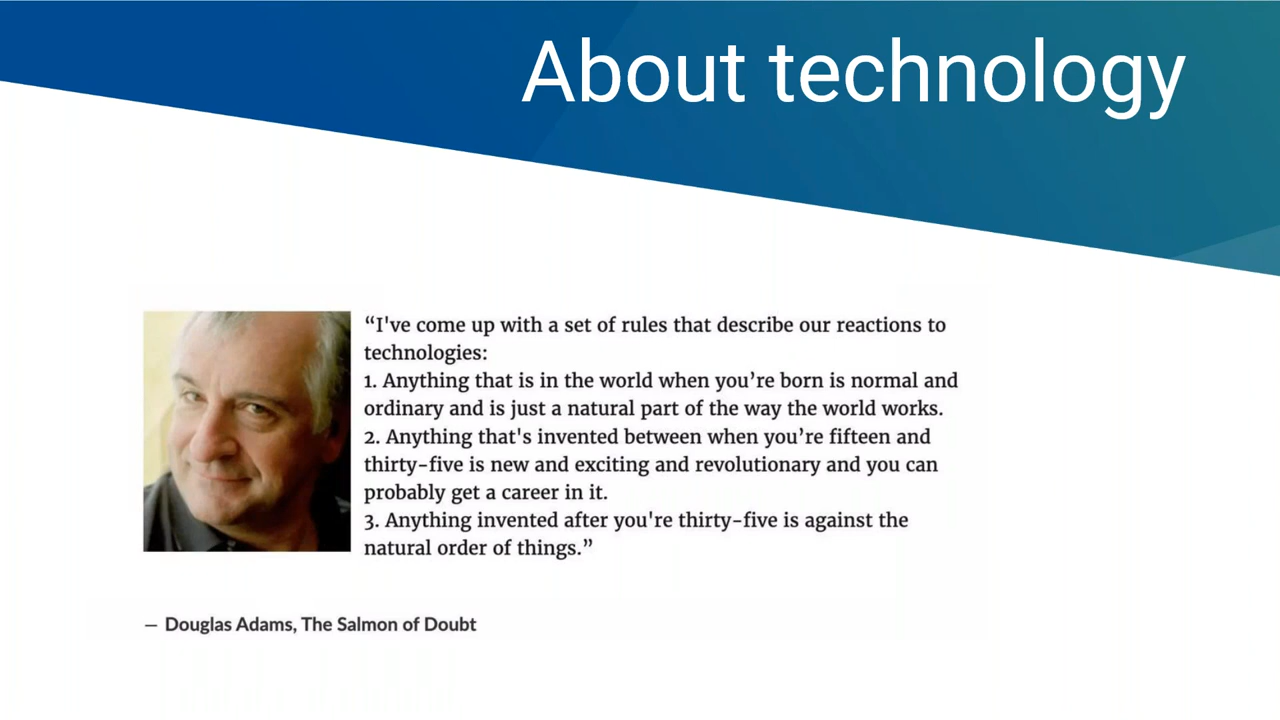 About technology
“I've come up with a set of rules that describe our reactions to
technologies:
1. Anything that is in the world when you’re born is normal and
ordinary and is just a natural part of the way the world works.
2. Anything that's invented between when you’re fifteen and
thirty-five is new and exciting and revolutionary and you can
probably get a career in it.
3. Anything invented after you're thirty-five is against the
natural order of things.”
— Douglas Adams, The Salmon of Doubt